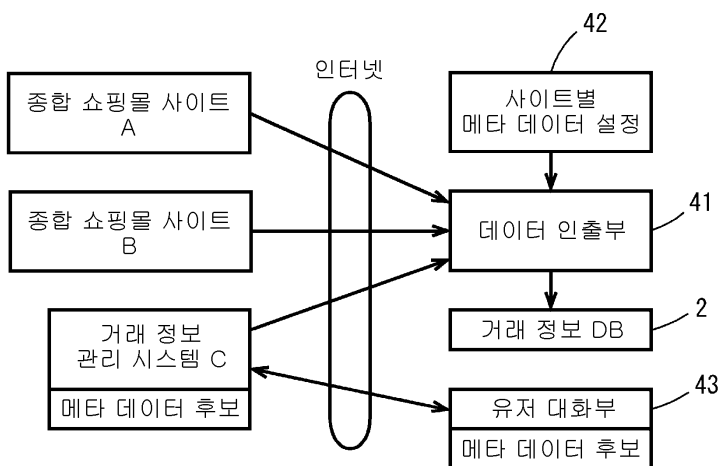 42
인터넷
종합 쇼핑몰 사이트
A
사이트별
메타 데이터 설정
41
종합 쇼핑몰 사이트
B
데이터 인출부
2
거래 정보
관리 시스템 C
메타 데이터 후보
거래 정보 DB
43
유저 대화부
메타 데이터 후보